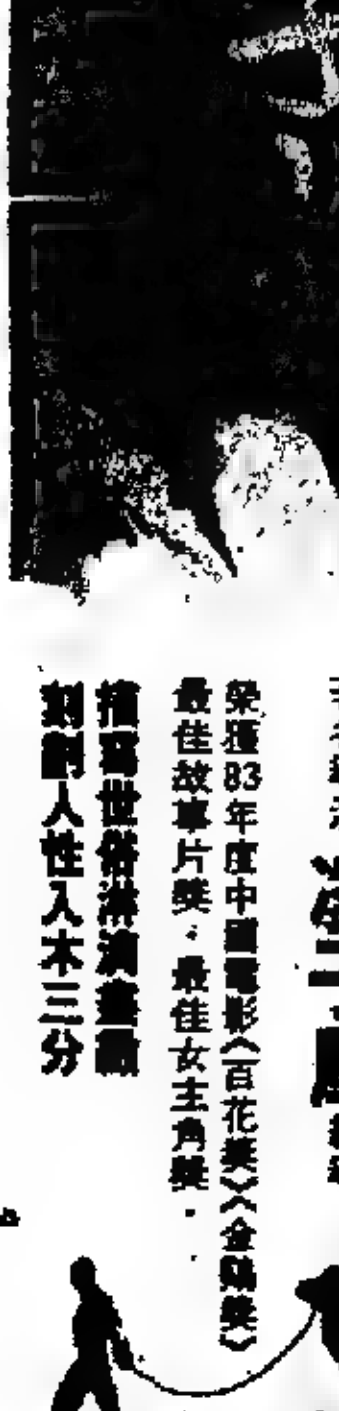 榮獲83年度中國電影《百花獎》《金鷄獎》
最佳故事片獎．最佳女主角獎．
描寫世俗淋漓盡致
刻劃人性入木三分